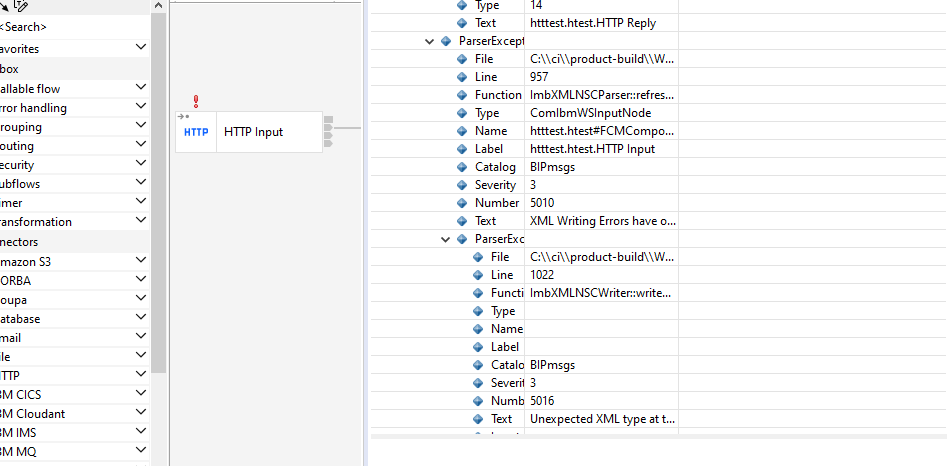 <Search>
avorites
box
allable flow
rror handling
rouping
outing
ecurity
ubflows
imer
ransformation
nnectors
mazon S3
ORBA
oupa
atabase
mail
ile
HTTP
BM CICS
BM Cloudant
BM IMS
BM MQ
HTTP HTTP Input
Type 14
Text htttest.htest.HTTP Reply
ParserExcept
File C:\\ci\\product-build\\W...
Line 957
Function ImbXMLNSCParser::refres...
Type ComIbmWSInputNode
Name htttest.htest#FCMCompo...
Label htttest.htest.HTTP Input
Catalog BIPmsgs
Severity 3
Number 5010
Text XML Writing Errors have o...
ParserExc
File C:\\ci\\product-build\\W...
Line 1022
Functi ImbXMLNSCWriter::write...
Type
Name
Label
Catalo BIPmsgs
Severit 3
Numb 5016
Text Unexpected XML type at t...